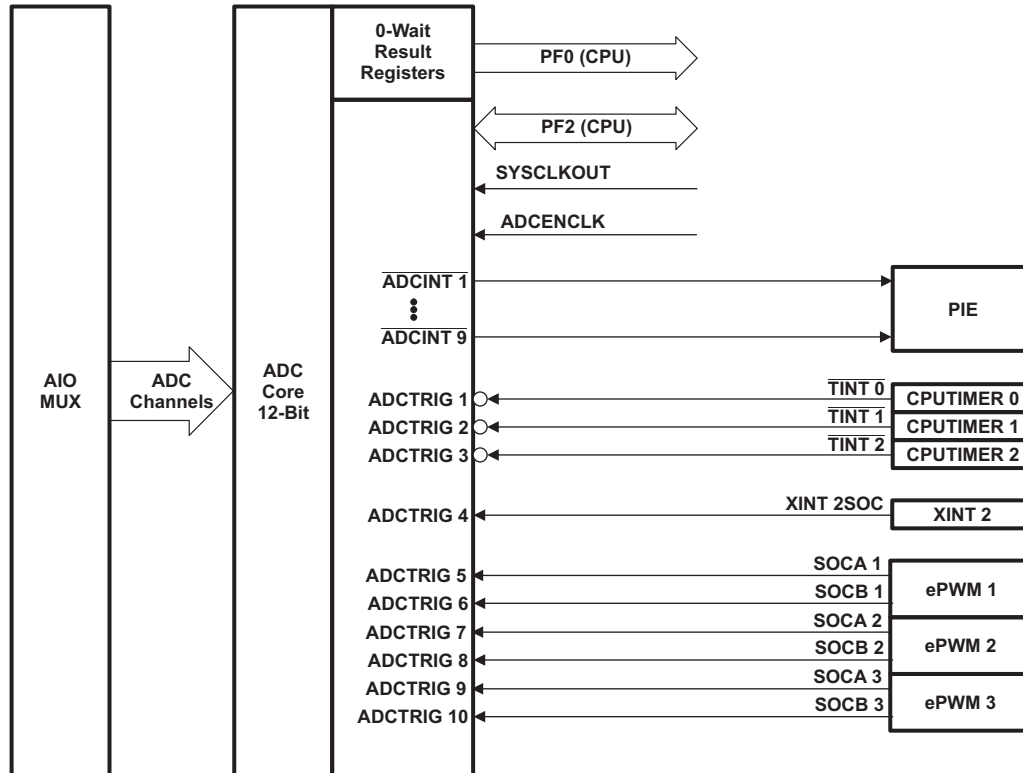 0-Wait
Result
Registers
PF0 (CPU)
PF2 (CPU)
SYSCLKOUT
ADCENCLK
ADCINT 1
PIE
ADCINT 9
AIO
MUX
ADC
Channels
ADC
Core
12-Bit
TINT 0
ADCTRIG 1
CPUTIMER 0
TINT 1
ADCTRIG 2
CPUTIMER 1
TINT 2
ADCTRIG 3
CPUTIMER 2
XINT 2SOC
ADCTRIG 4
XINT 2
SOCA 1
ADCTRIG 5
ePWM 1
SOCB 1
ADCTRIG 6
SOCA 2
ADCTRIG 7
ePWM 2
SOCB 2
ADCTRIG 8
SOCA 3
ADCTRIG 9
ePWM 3
SOCB 3
ADCTRIG 10